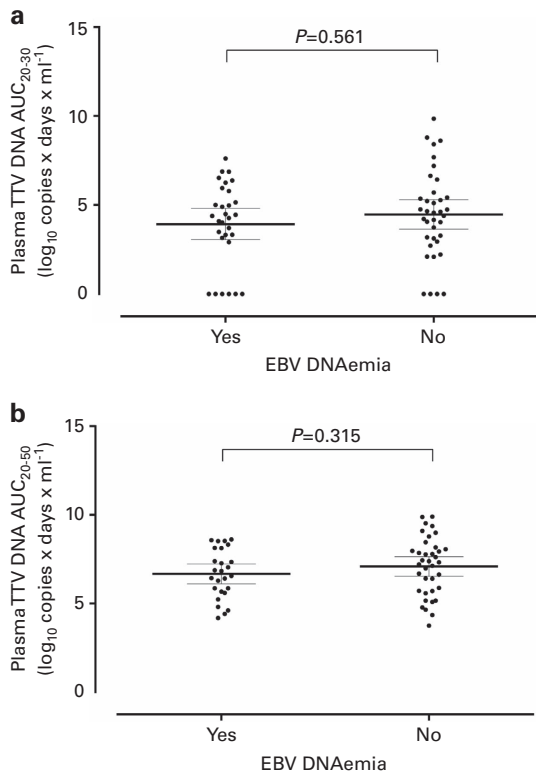 a
P=0.561
Plasma TTV DNA AUC20-30
(log10 copies x days x ml-1)
15
10
5
0
Yes
No
EBV DNAemia
b
P=0.315
Plasma TTV DNA AUC20-50
(log10 copies x days x ml-1)
15
10
5
0
Yes
No
EBV DNAemia